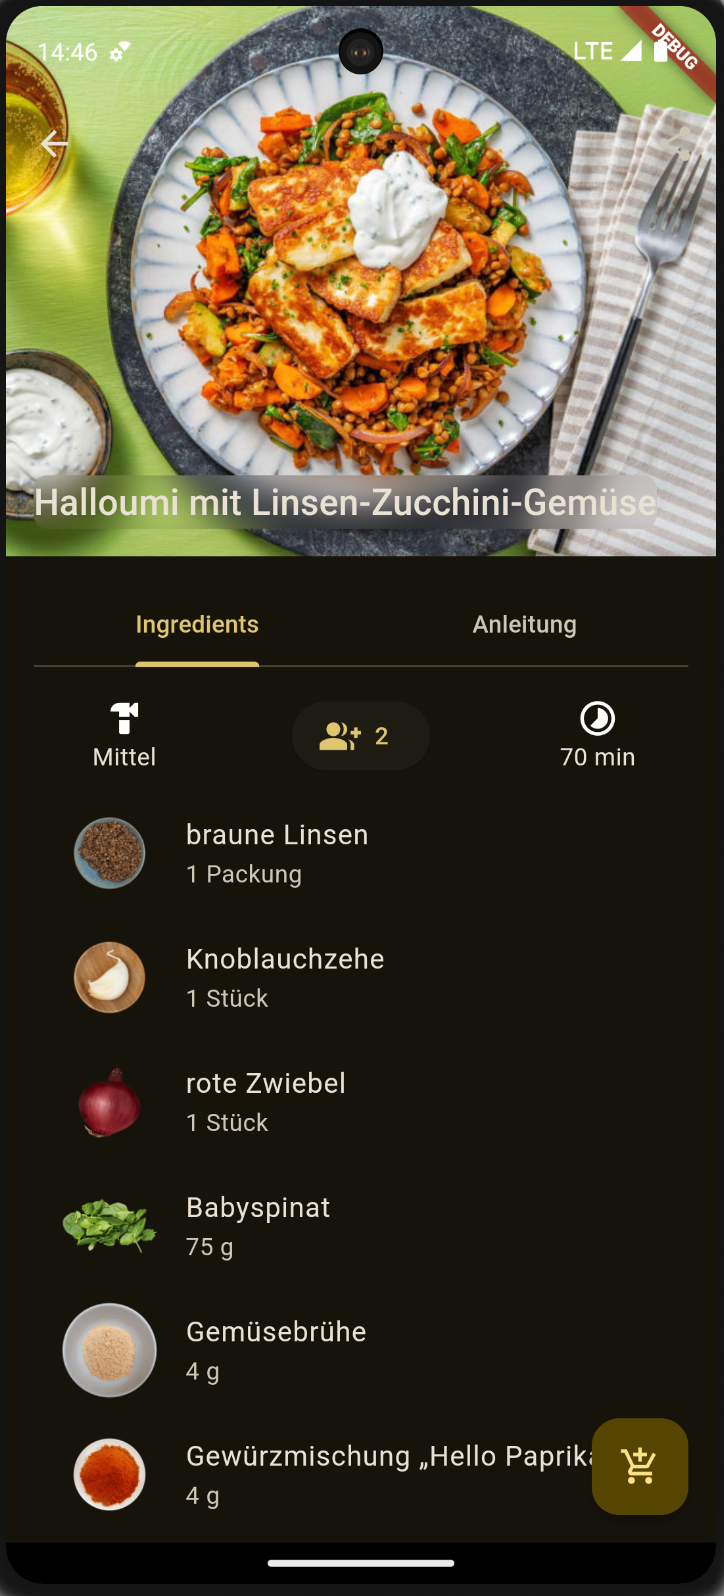 14:46
LTE
DEBUG
Halloumi mit Linsen-Zucchini-Gemüse
Ingredients
Anleitung
Mittel
2
70 min
braune Linsen
1 Packung
Knoblauchzehe
1 Stück
rote Zwiebel
1 Stück
Babyspinat
75 g
Gemüsebrühe
4 g
Gewürzmischung „Hello Paprika
4 g